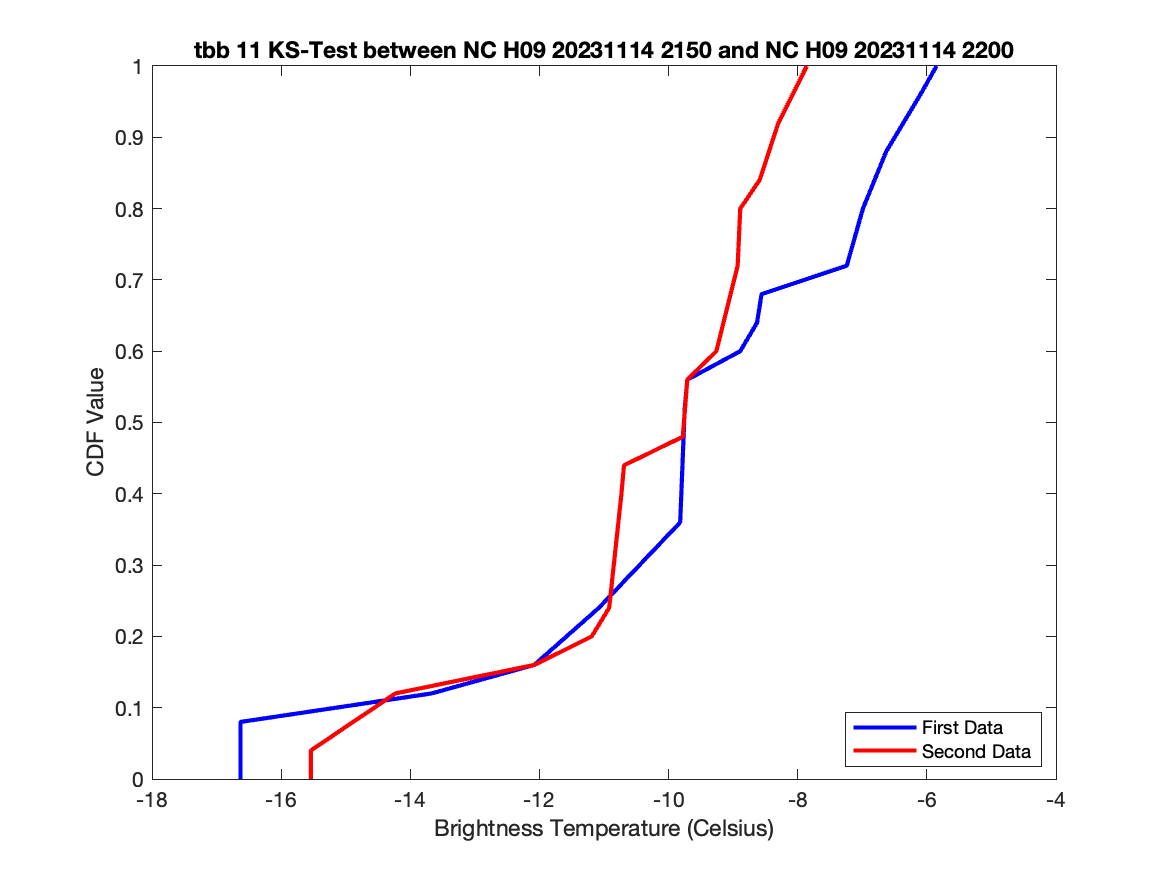 tbb 11 KS-Test between NC H09 20231114 2150 and NC H09 20231114 2200
1
0.9
0.8
0.7
0.6
0.5
0.4
0.3
0.2
0.1
0
CDF Value
First Data
Second Data
-18 -16 -14 -12 -10 -8 -6 -4
Brightness Temperature (Celsius)